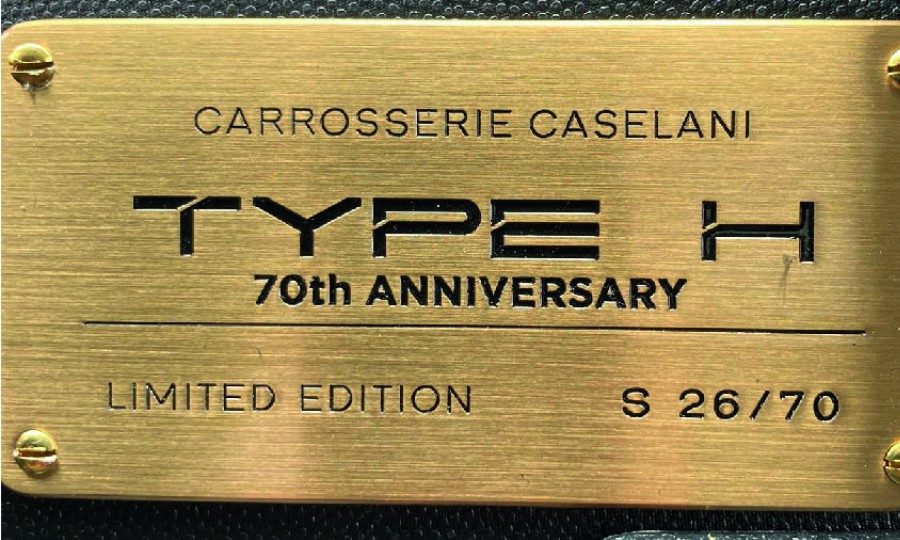 CARROSSERIE CASELANI
TYPE H
70th ANNIVERSARY
LIMITED EDITION S 26/70